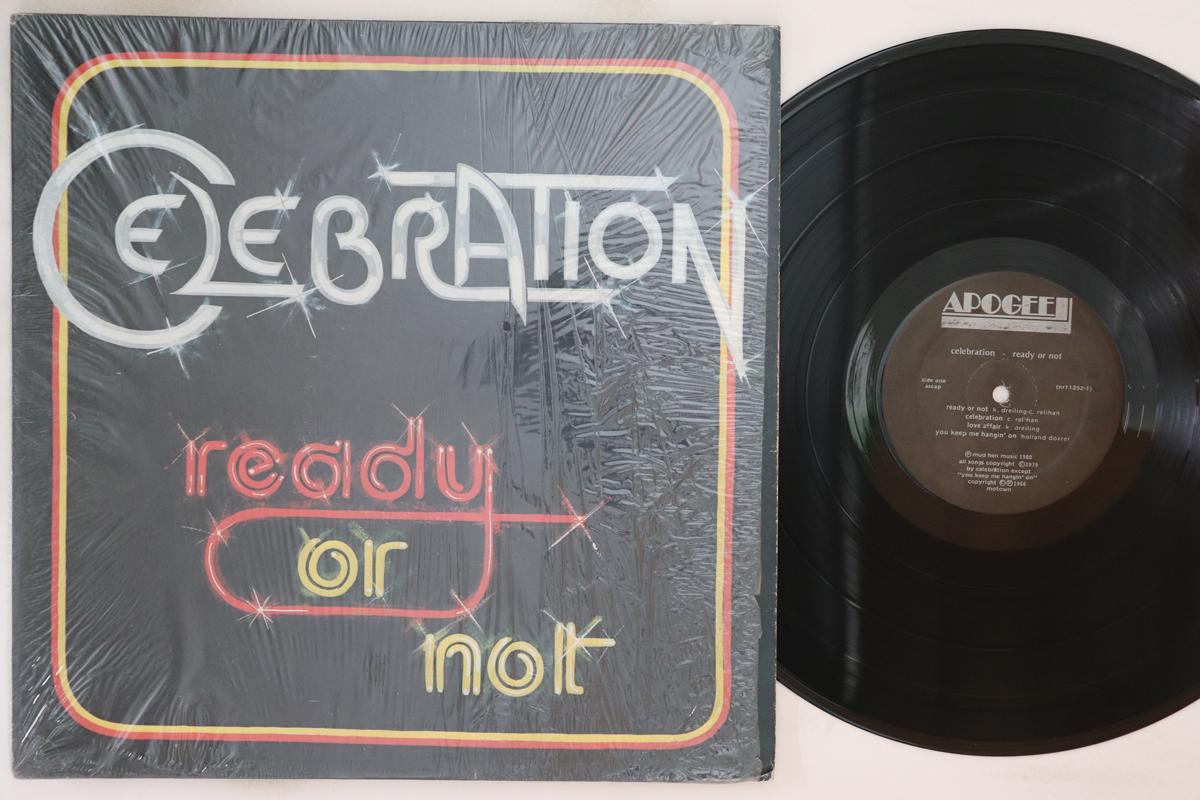 CELEBRATION
ready
or
not
APOGEE
celebration · ready or not
side one
ascap
(nr11252-1)
ready or not k. dreiling-c. relihan
celebration c. relihan
love affair k. dreiling
you keep me hangin' on holland dozier
℗ mud hen music 1980
all songs copyright ©1979
by celebration except
"you keep me hangin' on"
copyright ©℗1966
motown